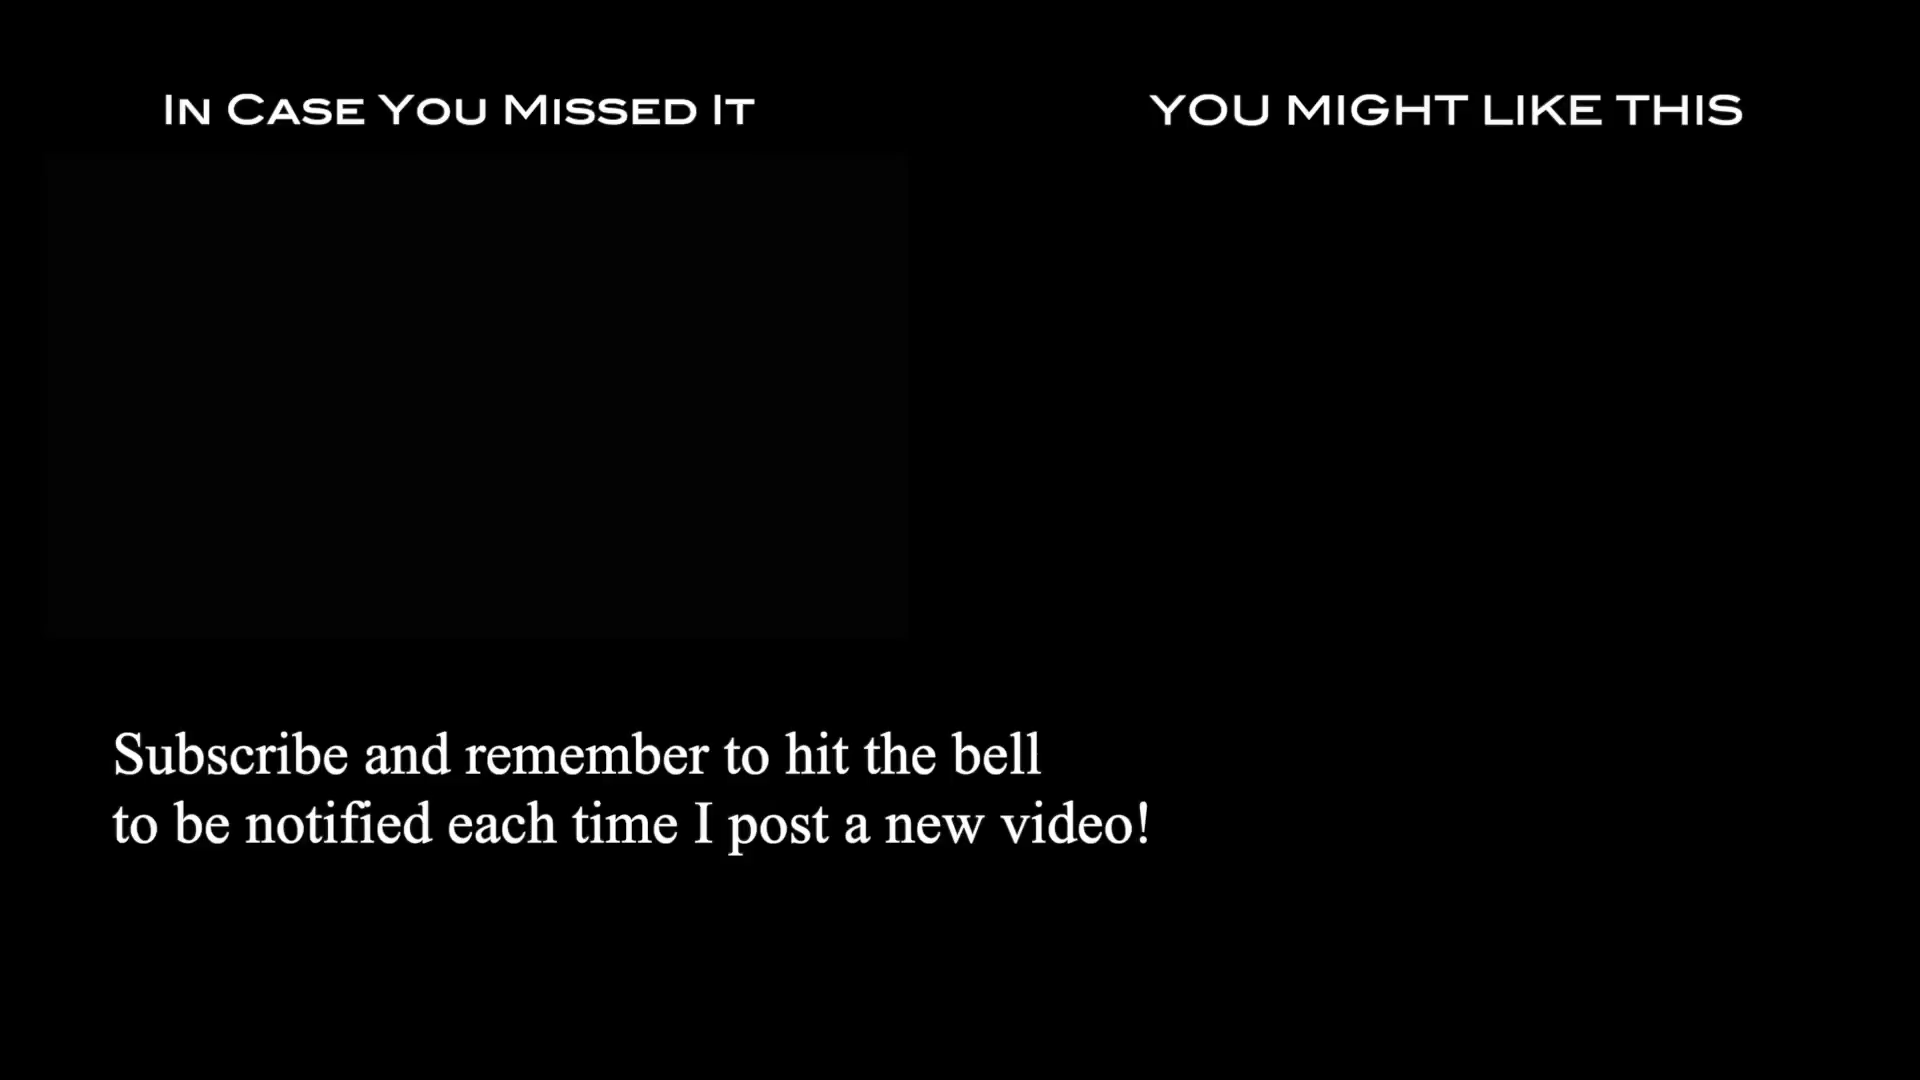 In Case You Missed It
YOU MIGHT LIKE THIS
Subscribe and remember to hit the bell
to be notified each time I post a new video!